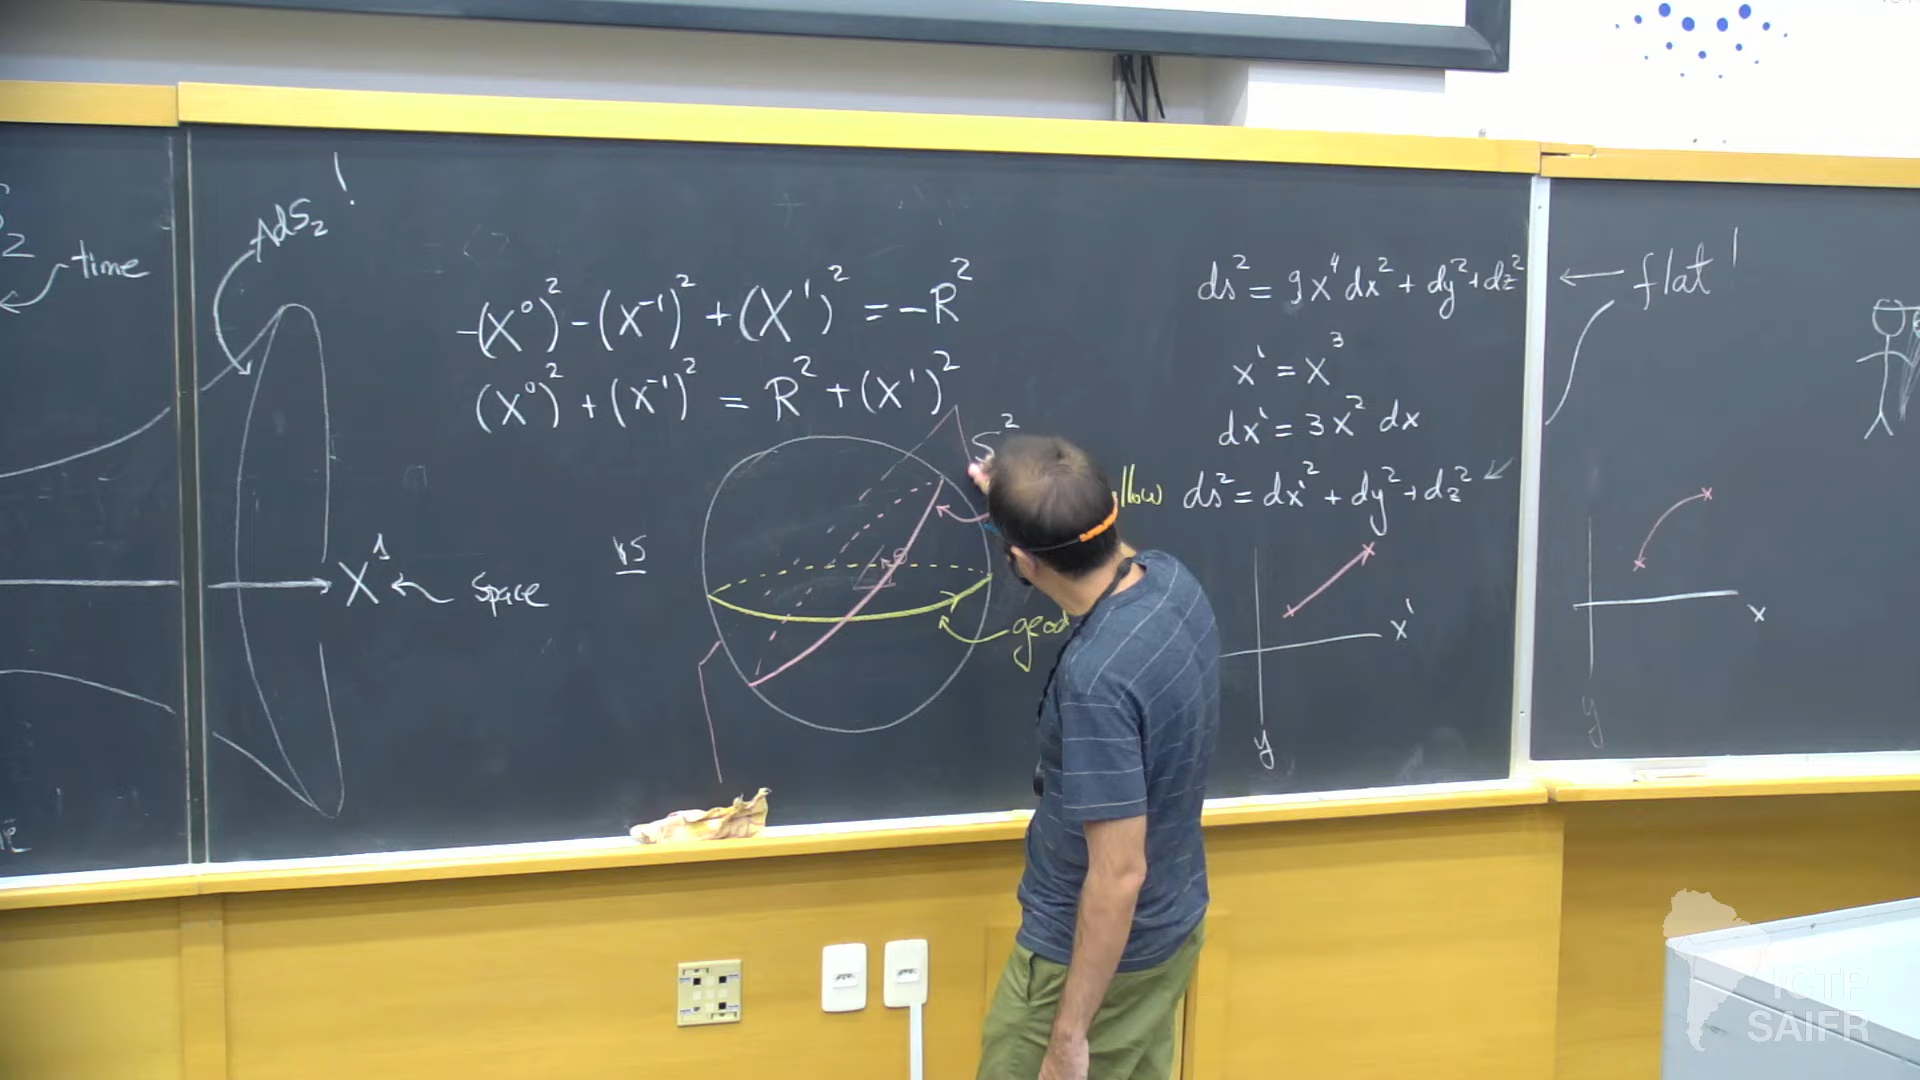 time
AdS₂ !
-(X⁰)² - (X⁻¹)² + (X¹)² = -R²
(X⁰)² + (X⁻¹)² = R² + (X¹)²
X¹ ← space
vs
S²
θ
ds² = 9x⁴dx² + dy² + dz² ← flat !
x' = x³
dx' = 3x² dx
ds² = dx'² + dy² + dz²
x'
y
x
y
ICTP
SAIFR